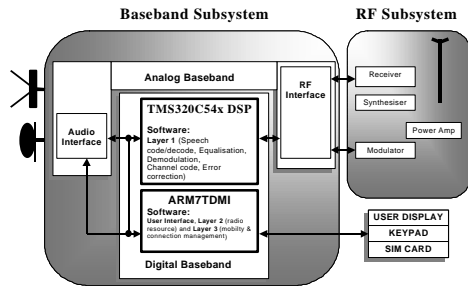 Baseband Subsystem
RF Subsystem
Analog Baseband
RF
Interface
Receiver
Synthesiser
Power Amp
Modulator
Audio
Interface
TMS320C54x DSP
Software:
Layer 1 (Speech
code/decode, Equalisation,
Demodulation,
Channel code, Error
correction)
ARM7TDMI
Software:
User Interface, Layer 2 (radio
resource) and Layer 3 (mobilty &
connection management)
Digital Baseband
USER DISPLAY
KEYPAD
SIM CARD